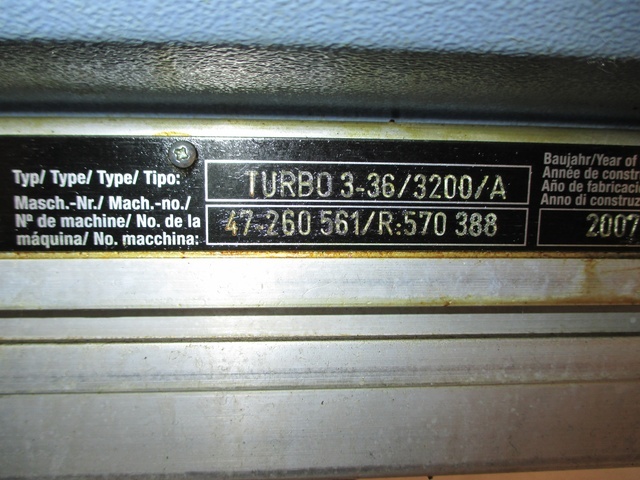 Typ/ Type/ Type/ Tipo: TURBO 3-36/3200/A
Masch.-Nr./ Mach.-no./
Nº de machine/ No. de la
máquina/ No. macchina: 47-260 561/R:570 388
Baujahr/Year of
Année de constr
Año de fabricac
Anno di construz
2007